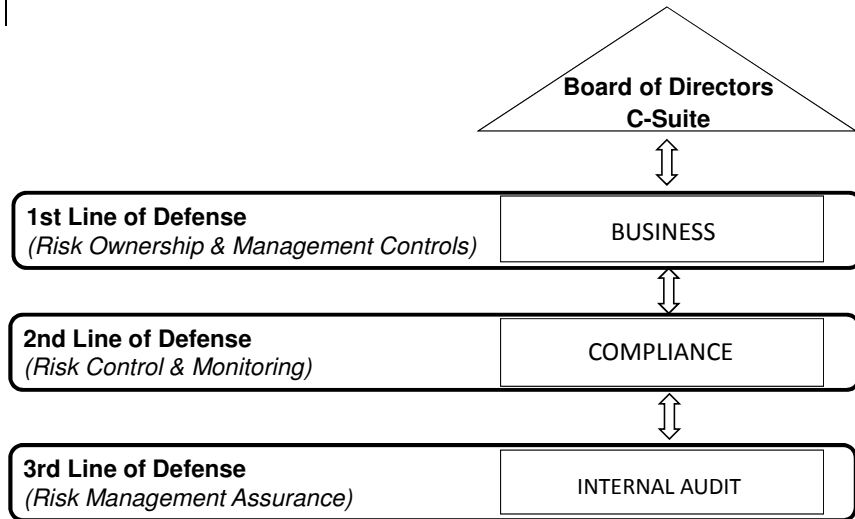 Board of Directors
C-Suite
1st Line of Defense
(Risk Ownership & Management Controls)
BUSINESS
2nd Line of Defense
(Risk Control & Monitoring)
COMPLIANCE
3rd Line of Defense
(Risk Management Assurance)
INTERNAL AUDIT